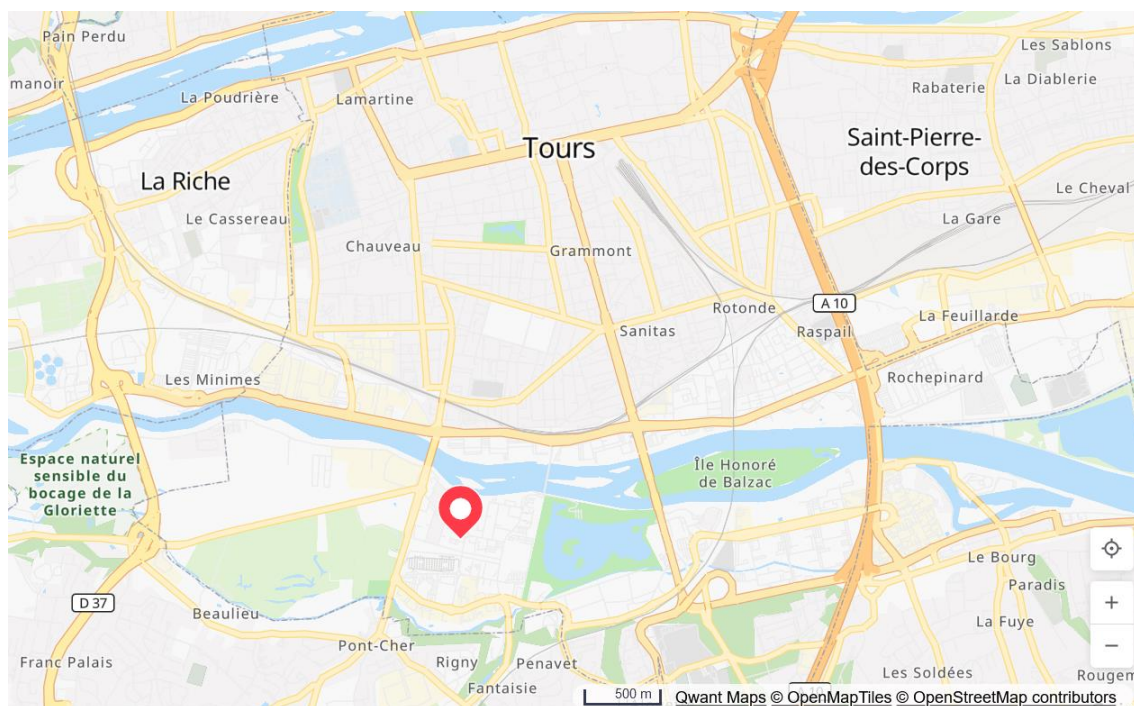 Pain Perdu
Les Sablons
manoir
La Poudrière
Lamartine
Rabaterie
La Diablerie
Tours
Saint-Pierre-
des-Corps
La Riche
Le Cheval
Le Cassereau
La Gare
Chauveau
Grammont
Rotonde
A 10
La Feuillarde
Sanitas
Raspail
Les Minimes
Rochepinard
Espace naturel
sensible du
bocage de la
Gloriette
Île Honoré
de Balzac
Le Bourg
Paradis
D 37
Beaulieu
La Fuye
Pont-Cher
Franc Palais
Rigny
Penavet
Les Soldées
Rougem
Fantaisie
500 m
A 10
Qwant Maps © OpenMapTiles © OpenStreetMap contributors